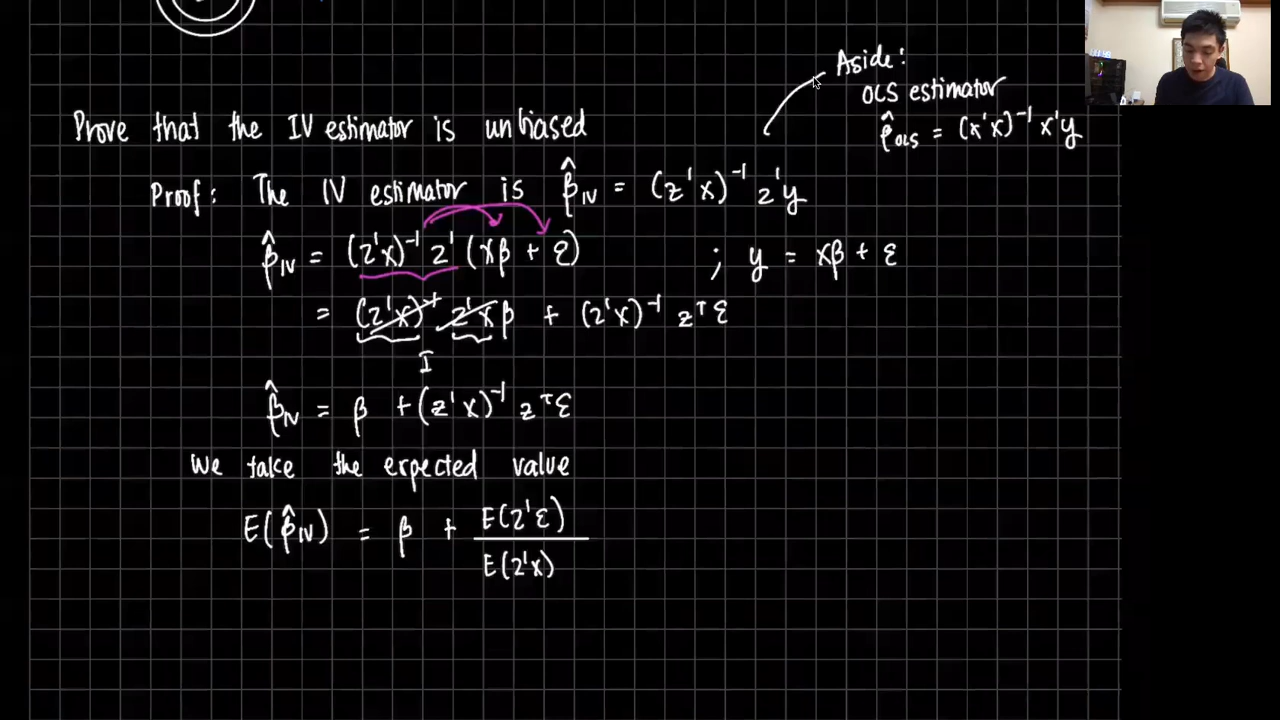 Aside:
OLS estimator
β̂OLS = (x'x)⁻¹ x'y
Prove that the IV estimator is unbiased
Proof: The IV estimator is β̂IV = (z'x)⁻¹ z'y
β̂IV = (z'x)⁻¹ z' (xβ + ε) ; y = xβ + ε
= (z'x)⁻¹ z'x β + (z'x)⁻¹ zᵀε
I
β̂IV = β + (z'x)⁻¹ zᵀε
We take the expected value
E(β̂IV) = β + E(z'ε) / E(z'x)